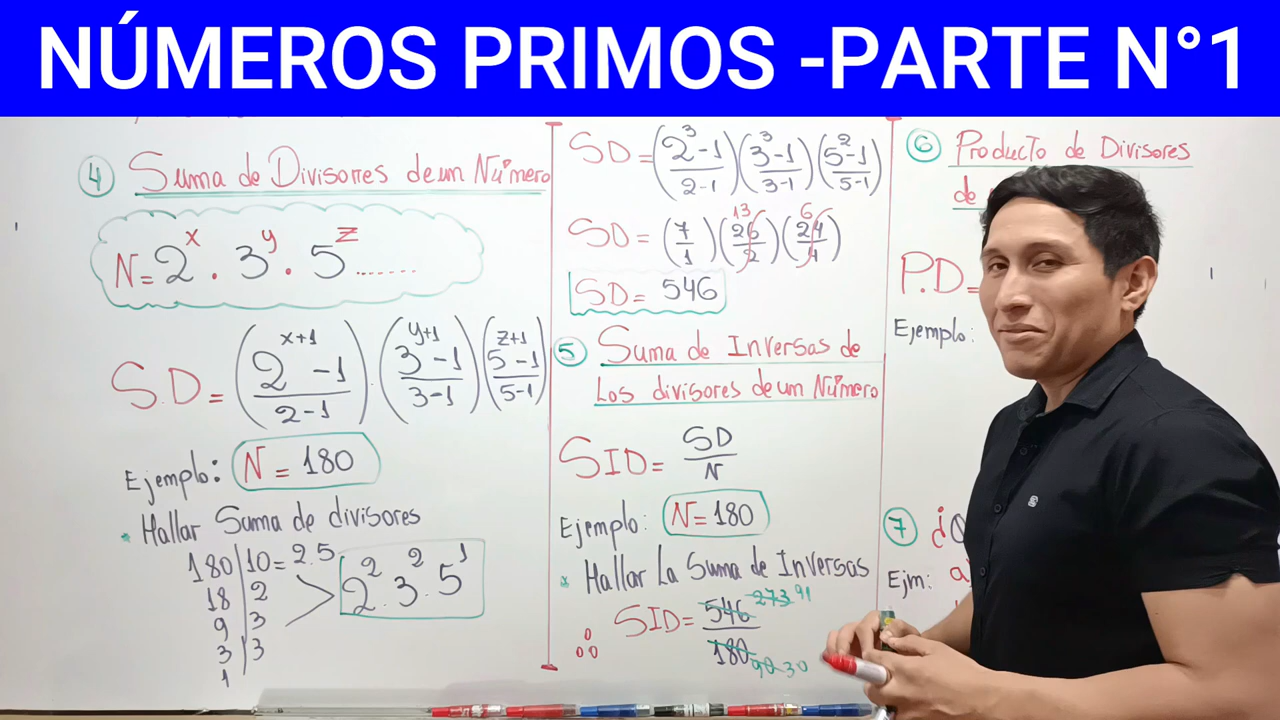 NÚMEROS PRIMOS -PARTE N°1
4 Suma de Divisores de un Número
N = 2^x . 3^y . 5^z .......
S.D = (2^(x+1) - 1 / 2-1) . (3^(y+1) - 1 / 3-1) (5^(z+1) - 1 / 5-1)
Ejemplo: N = 180
* Hallar Suma de divisores
180 | 10 = 2.5
18 | 2
9 | 3
3 | 3
1
2^2 . 3^2 . 5^1
SD = (2^3 - 1 / 2-1) (3^3 - 1 / 3-1) (5^2 - 1 / 5-1)
SD = (7/1) (26/2) (24/4) 13 6
SD = 546
5 Suma de Inversas de
Los divisores de un Número
SID = SD/N
Ejemplo: N = 180
* Hallar La Suma de Inversas
∴ SID = 546/180 273 91 90 30
6 Producto de Divisores
de
P.D =
Ejemplo:
7 ¿
Ejm: a)